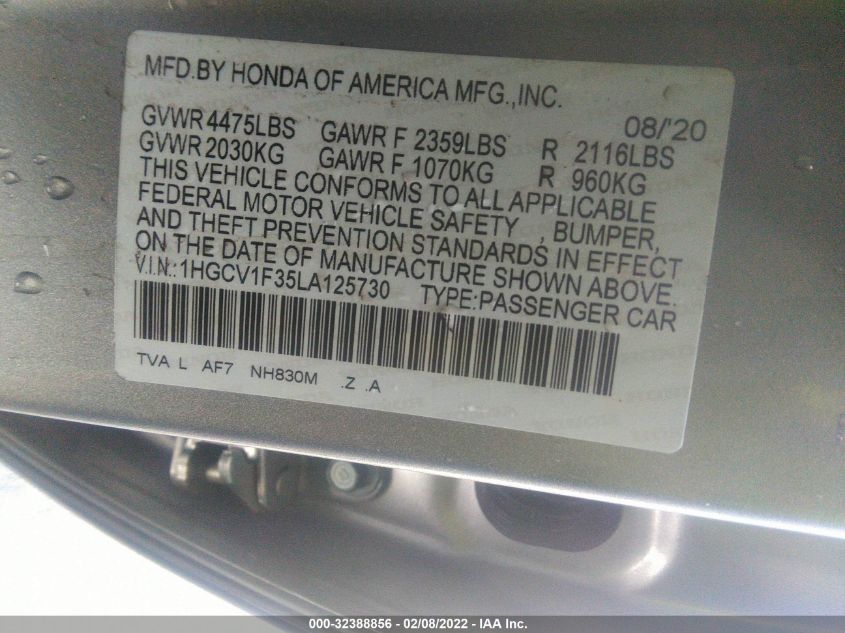 MFD.BY HONDA OF AMERICA MFG.,INC.
08/'20
GVWR 4475LBS GAWR F 2359LBS R 2116LBS
GVWR 2030KG GAWR F 1070KG R 960KG
THIS VEHICLE CONFORMS TO ALL APPLICABLE
FEDERAL MOTOR VEHICLE SAFETY , BUMPER,
AND THEFT PREVENTION STANDARDS IN EFFECT
ON THE DATE OF MANUFACTURE SHOWN ABOVE.
V.I.N.:1HGCV1F35LA125730 TYPE:PASSENGER CAR
TVA L AF7 NH830M .Z .A
000-32388856 - 02/08/2022 - IAA Inc.